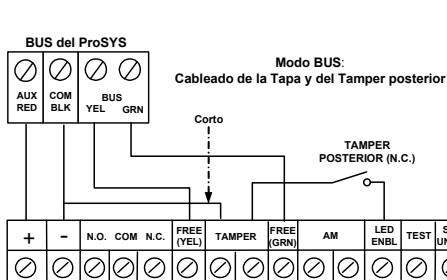 BUS del ProSYS
Modo BUS:
Cableado de la Tapa y del Tamper posterior
AUX RED
COM BLK
BUS
YEL GRN
Corto
TAMPER
POSTERIOR (N.C.)
+
-
N.O. COM N.C.
FREE (YEL)
TAMPER
FREE (GRN)
AM
LED ENBL
TEST